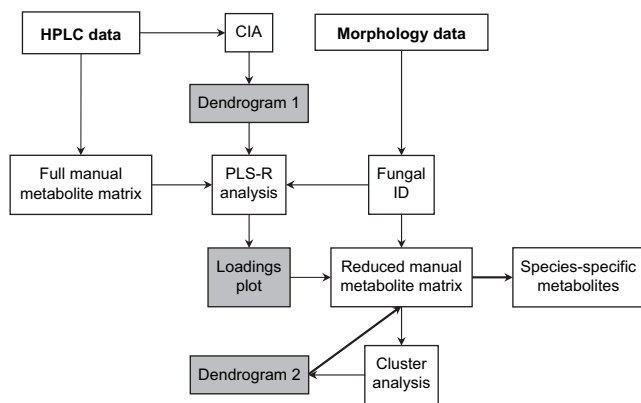 HPLC data
CIA
Morphology data
Dendrogram 1
Full manual
metabolite matrix
PLS-R
analysis
Fungal
ID
Loadings
plot
Reduced manual
metabolite matrix
Species-specific
metabolites
Dendrogram 2
Cluster
analysis